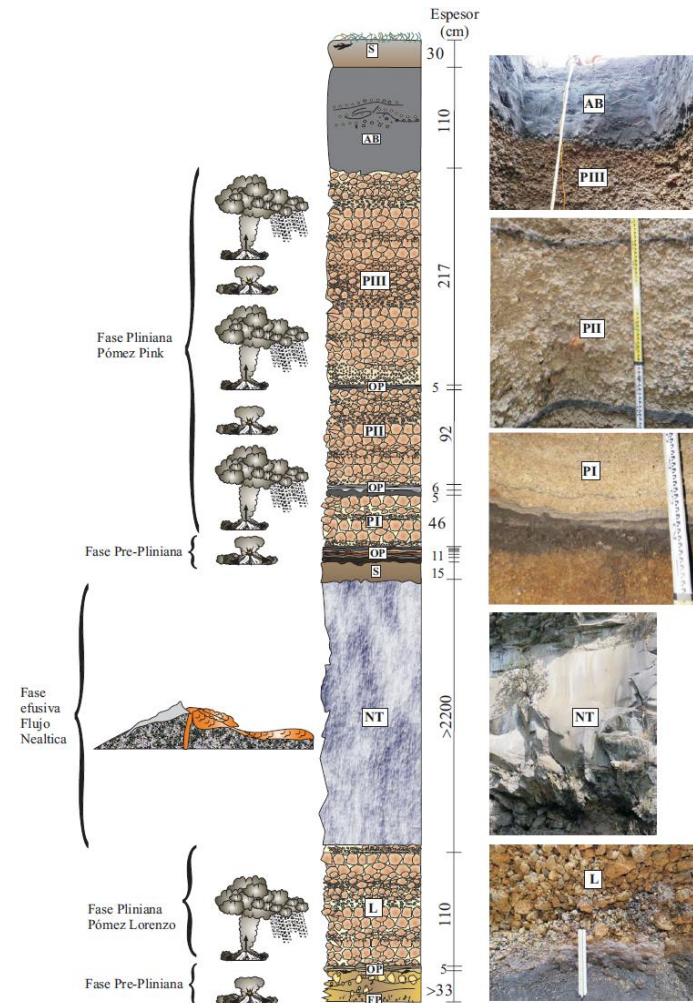 Espesor
(cm)
S
30
AB
110
AB
PIII
PIII
217
Fase Pliniana
Pómez Pink
PII
OP
5
PII
92
OP
6
5
PI
PI
46
Fase Pre-Pliniana
OP
11
S
15
NT
NT
>2200
Fase
efusiva
Flujo
Nealtica
L
L
110
Fase Pliniana
Pómez Lorenzo
OP
5
Fase Pre-Pliniana
>33
FP